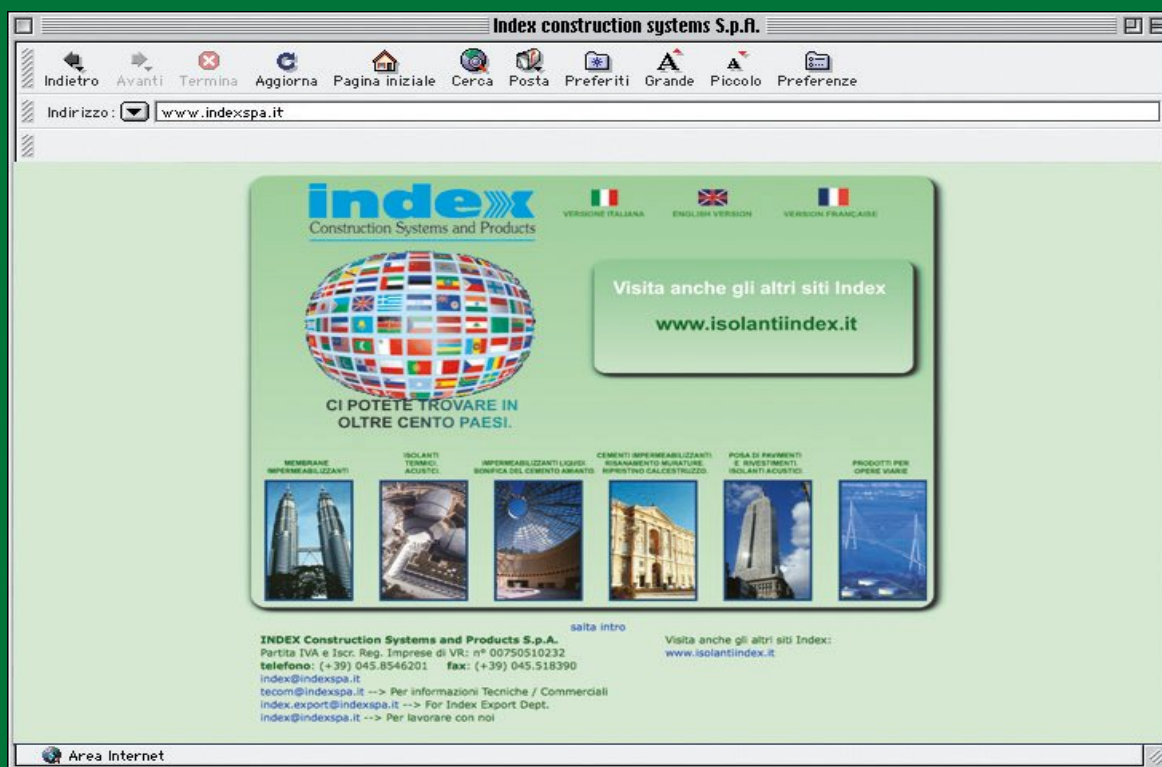 Index construction systems S.p.A.
Indietro Avanti Termina Aggiorna Pagina iniziale Cerca Posta Preferiti Grande Piccolo Preferenze
Indirizzo: www.indexspa.it
index
Construction Systems and Products
VERSIONE ITALIANA ENGLISH VERSION VERSION FRANÇAISE
Visita anche gli altri siti Index
www.isolantiindex.it
CI POTETE TROVARE IN
OLTRE CENTO PAESI.
MEMBRANE
IMPERMEABILIZZANTI
ISOLANTI
TERMICI,
ACUSTICI.
IMPERMEABILIZZANTI LIQUIDI
BONIFICA DEL CEMENTO AMIANTO.
CEMENTI IMPERMEABILIZZANTI.
RISANAMENTO MURATURE.
RIPRISTINO CALCESTRUZZO.
POSA DI PAVIMENTI
E RIVESTIMENTI.
ISOLANTI ACUSTICI.
PRODOTTI PER
OPERE VIARIE
salta intro
INDEX Construction Systems and Products S.p.A.
Partita IVA e Iscr. Reg. Imprese di VR: n° 00750510232
telefono: (+39) 045.8546201 fax: (+39) 045.518390
index@indexspa.it
tecom@indexspa.it --> Per informazioni Tecniche / Commerciali
index.export@indexspa.it --> For Index Export Dept.
index@indexspa.it --> Per lavorare con noi
Visita anche gli altri siti Index:
www.isolantiindex.it
Area Internet